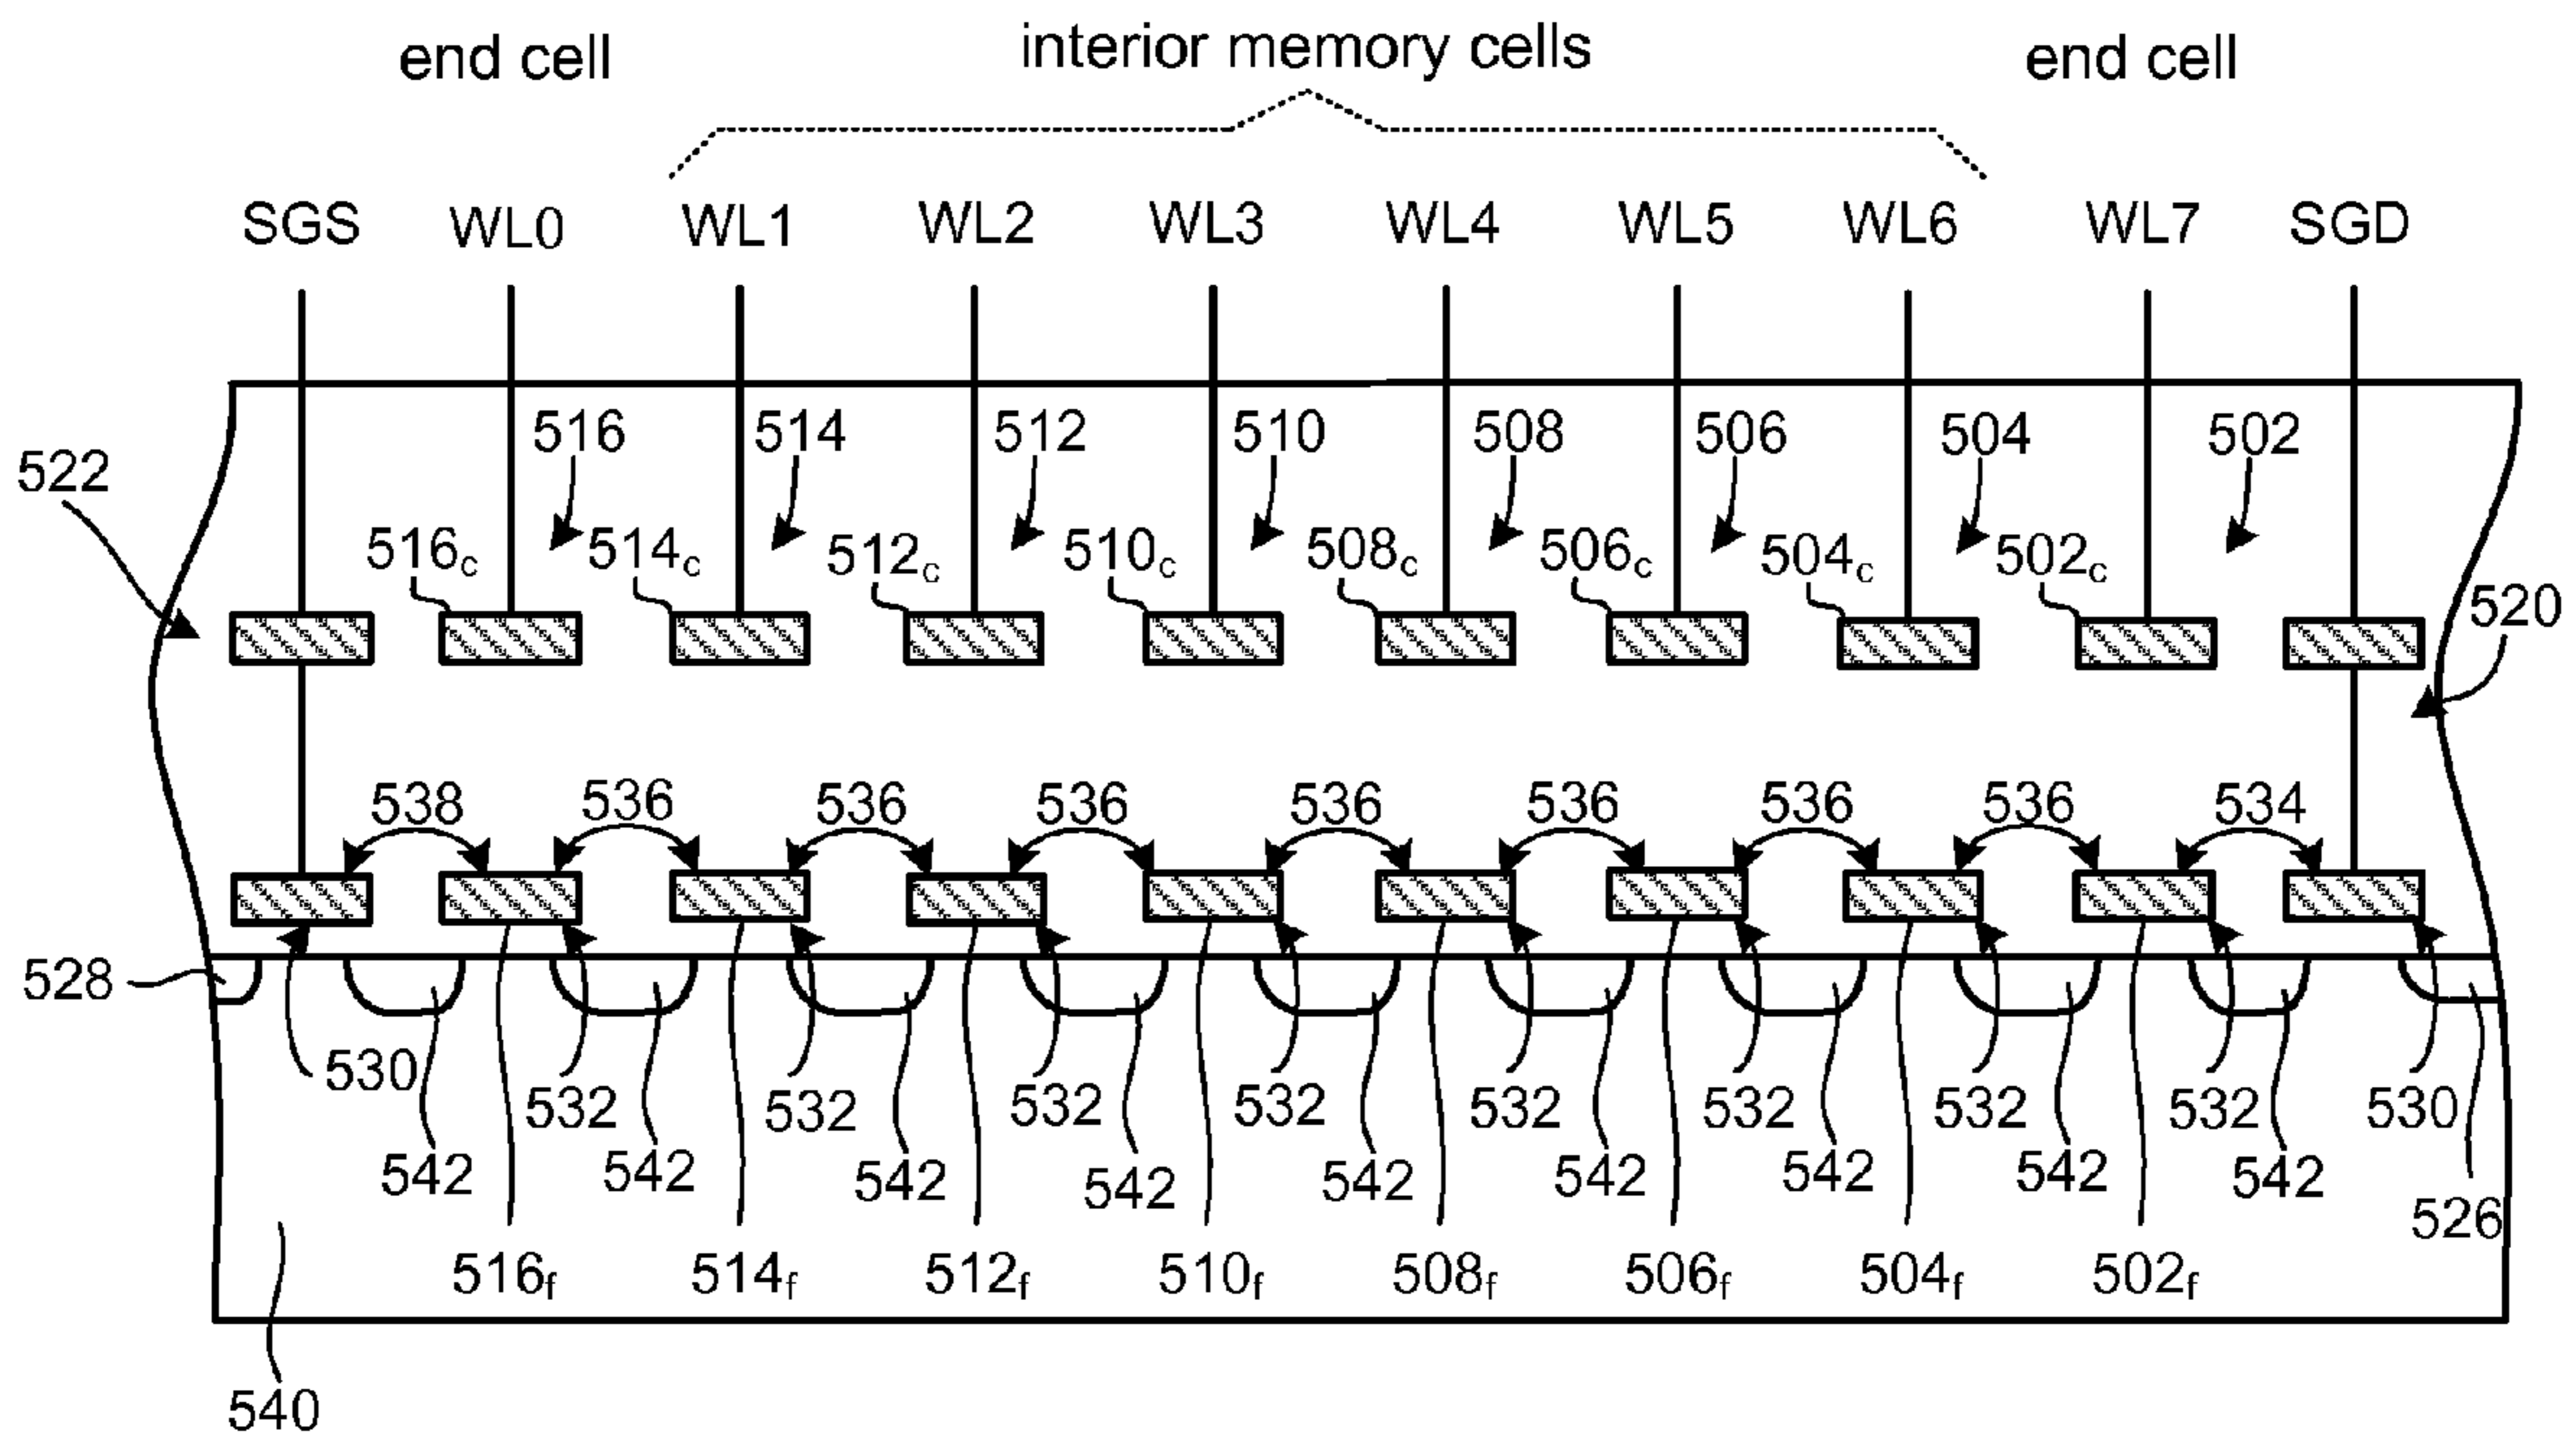 end cell interior memory cells end cell
SGS WL0 WL1 WL2 WL3 WL4 WL5 WL6 WL7 SGD
516 514 512 510 508 506 504 502
522
516c 514c 512c 510c 508c 506c 504c 502c
520
538 536 536 536 536 536 536 536 534
528
530 532 532 532 532 532 532 532 532 530
542 542 542 542 542 542 542 542 542
526
516f 514f 512f 510f 508f 506f 504f 502f
540